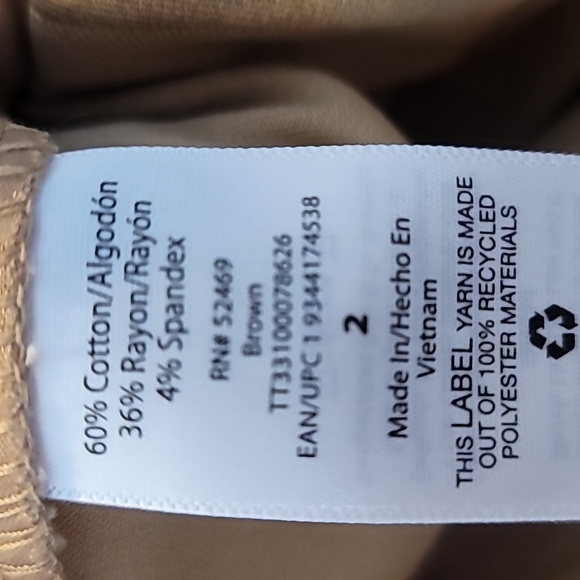 60% Cotton/Algodón
36% Rayon/Rayón
4% Spandex
RN# 52469
Brown
TT33100078626
EAN/UPC 1 9344174538
2
Made In/Hecho En
Vietnam
THIS LABEL YARN IS MADE
OUT OF 100% RECYCLED
POLYESTER MATERIALS